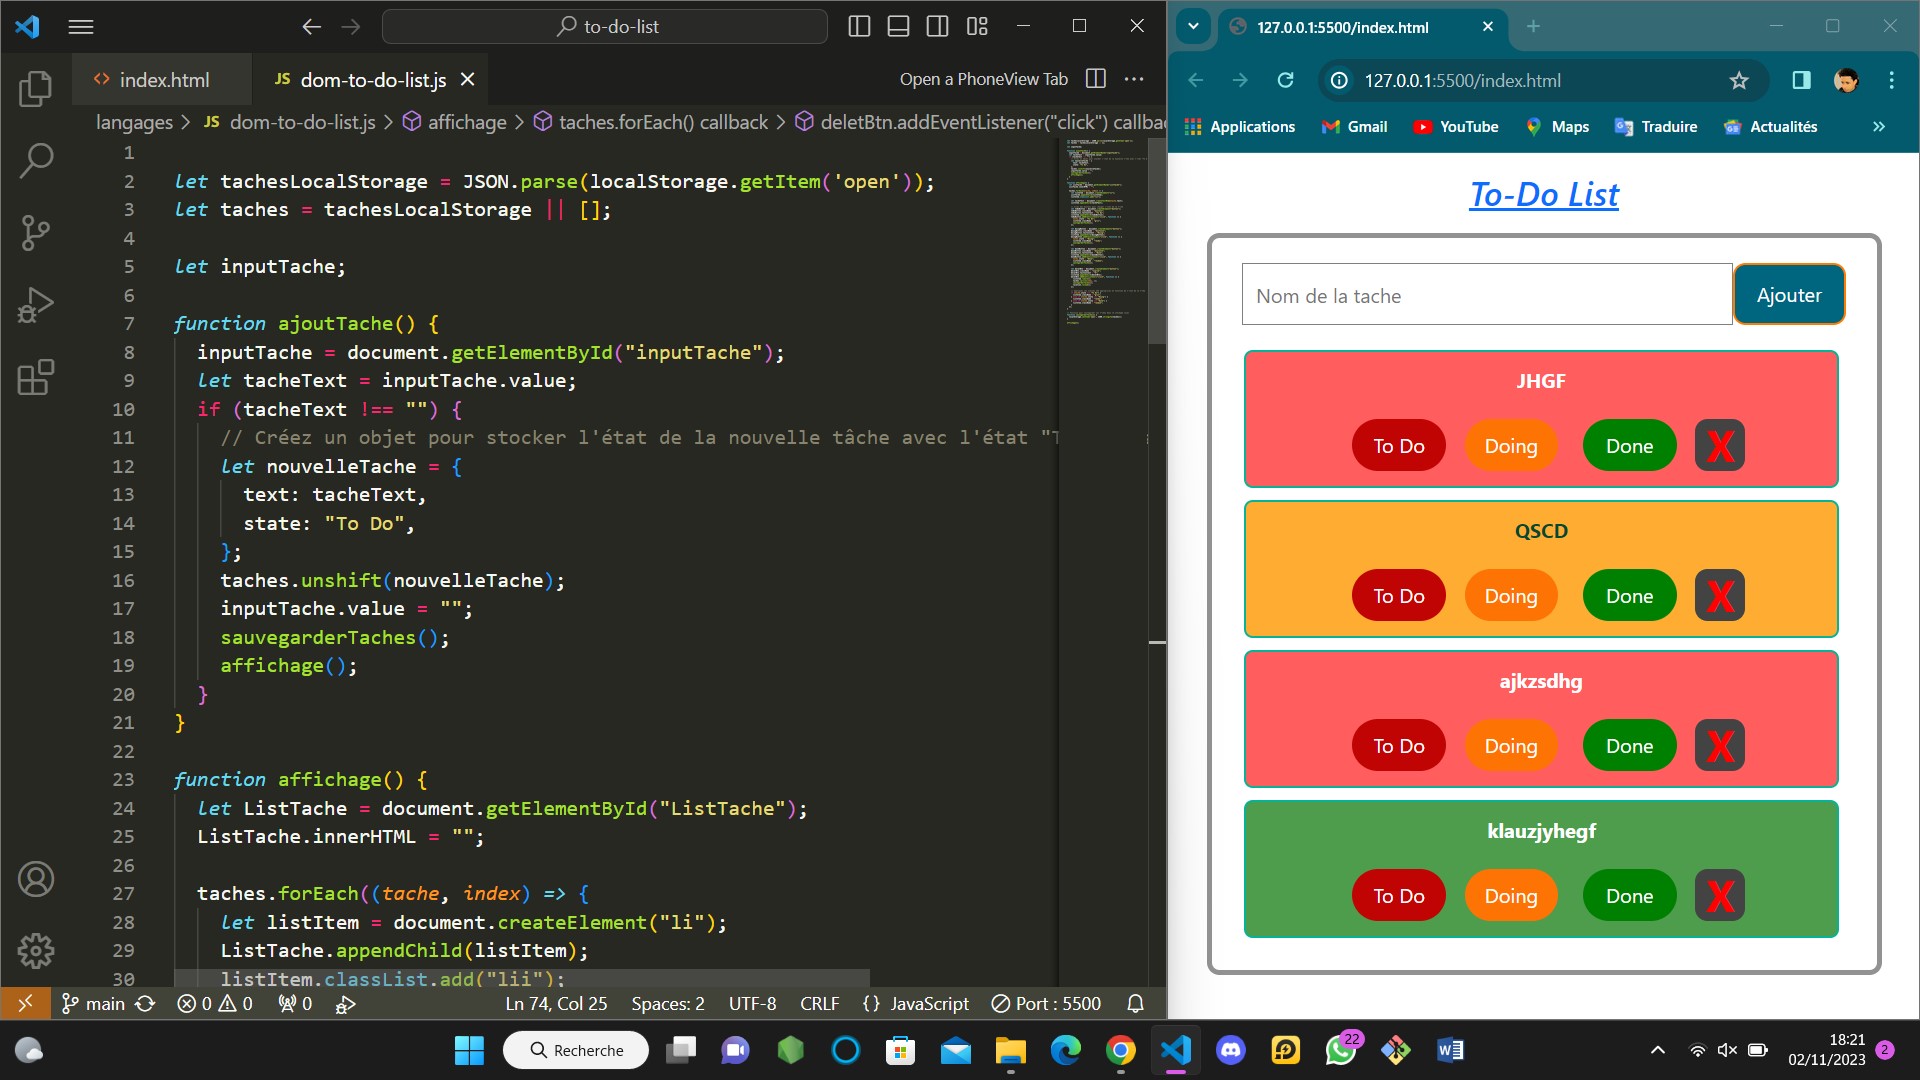 to-do-list
index.html
JS dom-to-do-list.js
Open a PhoneView Tab
langages > JS dom-to-do-list.js > affichage > taches.forEach() callback > deletBtn.addEventListener("click") callba
1
2 let tachesLocalStorage = JSON.parse(localStorage.getItem('open'));
3 let taches = tachesLocalStorage || [];
4
5 let inputTache;
6
7 function ajoutTache() {
8 inputTache = document.getElementById("inputTache");
9 let tacheText = inputTache.value;
10 if (tacheText !== "") {
11 // Créez un objet pour stocker l'état de la nouvelle tâche avec l'état "T
12 let nouvelleTache = {
13 text: tacheText,
14 state: "To Do",
15 };
16 taches.unshift(nouvelleTache);
17 inputTache.value = "";
18 sauvegarderTaches();
19 affichage();
20 }
21 }
22
23 function affichage() {
24 let ListTache = document.getElementById("ListTache");
25 ListTache.innerHTML = "";
26
27 taches.forEach((tache, index) => {
28 let listItem = document.createElement("li");
29 ListTache.appendChild(listItem);
30 listItem.classList.add("lii");
main 0 0 0 Ln 74, Col 25 Spaces: 2 UTF-8 CRLF {} JavaScript Port : 5500
127.0.0.1:5500/index.html
127.0.0.1:5500/index.html
Applications Gmail YouTube Maps Traduire Actualités »
To-Do List
Nom de la tache
Ajouter
JHGF
To Do Doing Done X
QSCD
To Do Doing Done X
ajkzsdhg
To Do Doing Done X
klauzjyhegf
To Do Doing Done X
Recherche
22
18:21
02/11/2023
2